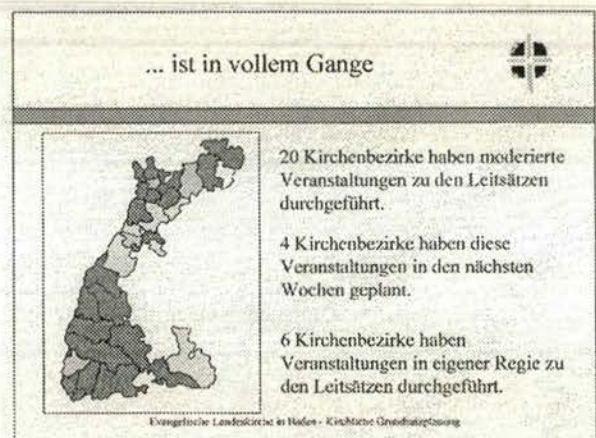 ... ist in vollem Gange
20 Kirchenbezirke haben moderierte
Veranstaltungen zu den Leitsätzen
durchgeführt.
4 Kirchenbezirke haben diese
Veranstaltungen in den nächsten
Wochen geplant.
6 Kirchenbezirke haben
Veranstaltungen in eigener Regie zu
den Leitsätzen durchgeführt.
Evangelische Landeskirche in Baden - Kirchliche Grundsatzplanung